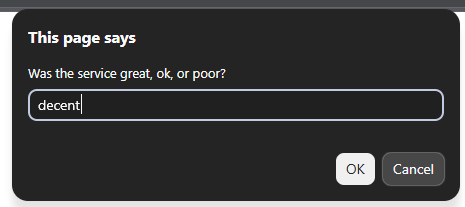 This page says
Was the service great, ok, or poor?
decent
OK Cancel